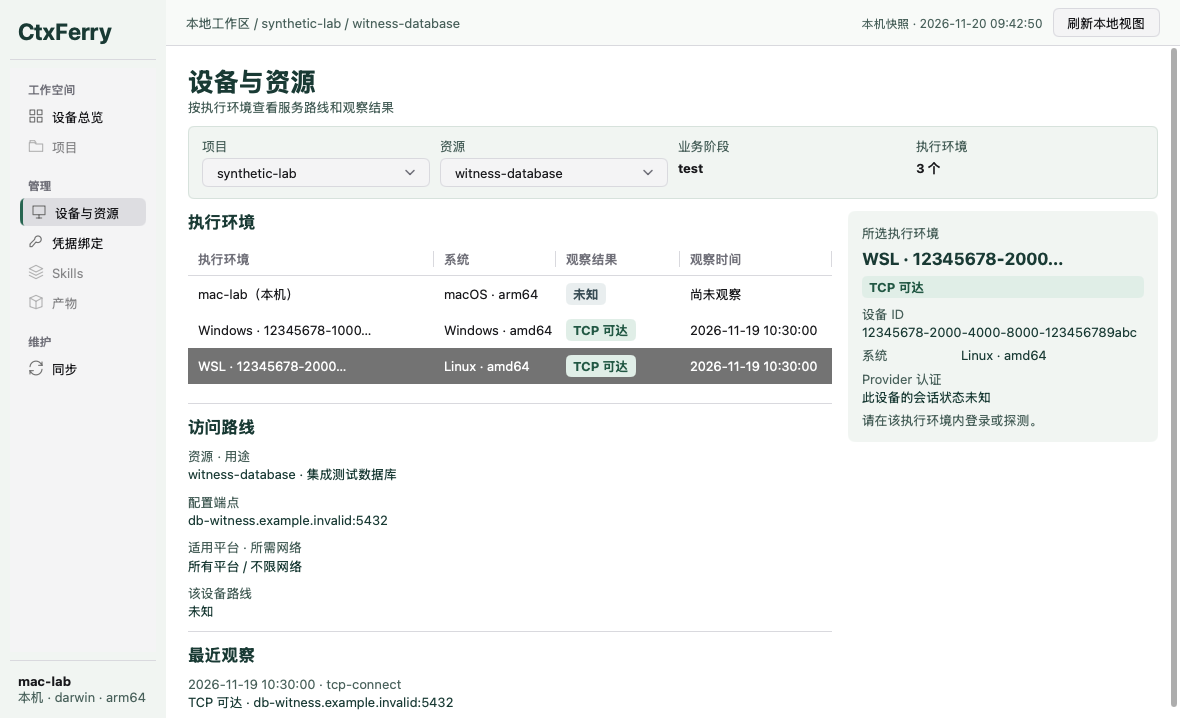 CtxFerry
工作空间
设备总览
项目
管理
设备与资源
凭据绑定
Skills
产物
维护
同步
mac-lab
本机 · darwin · arm64
本地工作区 / synthetic-lab / witness-database
本机快照 · 2026-11-20 09:42:50
刷新本地视图
设备与资源
按执行环境查看服务路线和观察结果
项目
synthetic-lab
资源
witness-database
业务阶段
test
执行环境
3 个
执行环境
执行环境 系统 观察结果 观察时间
mac-lab（本机） macOS · arm64 未知 尚未观察
Windows · 12345678-1000... Windows · amd64 TCP 可达 2026-11-19 10:30:00
WSL · 12345678-2000... Linux · amd64 TCP 可达 2026-11-19 10:30:00
访问路线
资源 · 用途
witness-database · 集成测试数据库
配置端点
db-witness.example.invalid:5432
适用平台 · 所需网络
所有平台 / 不限网络
该设备路线
未知
最近观察
2026-11-19 10:30:00 · tcp-connect
TCP 可达 · db-witness.example.invalid:5432
所选执行环境
WSL · 12345678-2000...
TCP 可达
设备 ID
12345678-2000-4000-8000-123456789abc
系统 Linux · amd64
Provider 认证
此设备的会话状态未知
请在该执行环境内登录或探测。